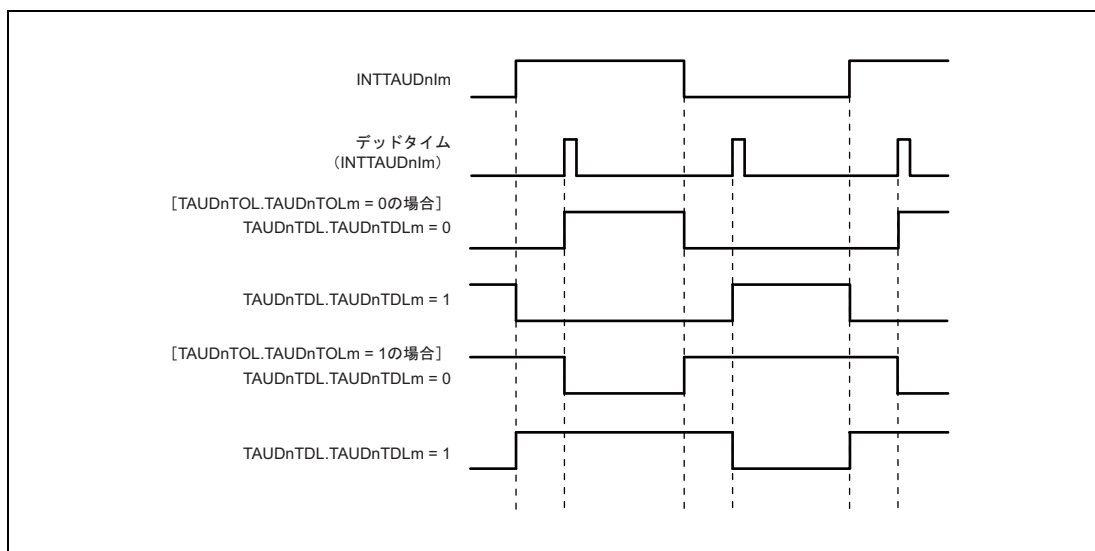 INTTAUDnIm
デッドタイム
（INTTAUDnIm）
［TAUDnTOL.TAUDnTOLm = 0の場合］
TAUDnTDL.TAUDnTDLm = 0
TAUDnTDL.TAUDnTDLm = 1
［TAUDnTOL.TAUDnTOLm = 1の場合］
TAUDnTDL.TAUDnTDLm = 0
TAUDnTDL.TAUDnTDLm = 1